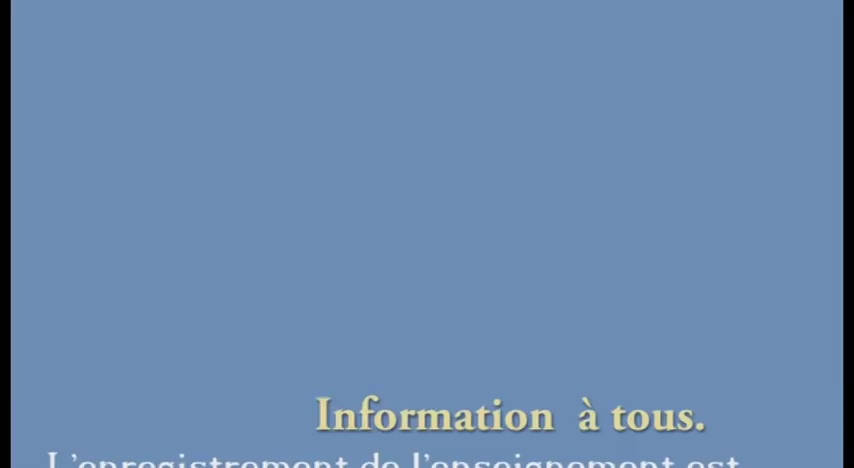 Information à tous.
L'enregistrement de l'enseignement est